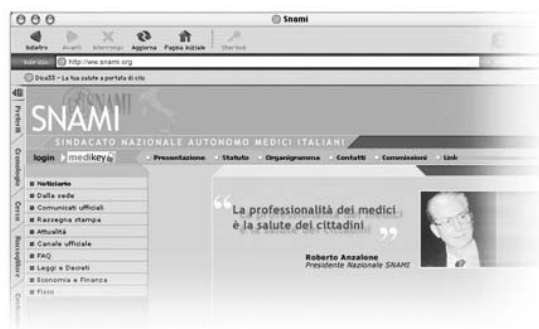 Snami
Indietro Avanti Interrompi Aggiorna Pagina iniziale
http://ww.snami.org
DicaSS - La tua salute a portata di clic
Preferiti
Cronologia
Cerca
SNAMI
SINDACATO NAZIONALE AUTONOMO MEDICI ITALIANI
login medikey
Presentazione Statuto Organigramma Contatti Commissioni Link
Notiziario
Dalla sede
Comunicati ufficiali
Rassegna stampa
Attualità
Canale ufficiale
FAQ
Leggi e Decreti
Economia e Finanza
Fisco
“La professionalità dei medici
è la salute dei cittadini”
Roberto Anzalone
Presidente Nazionale SNAMI